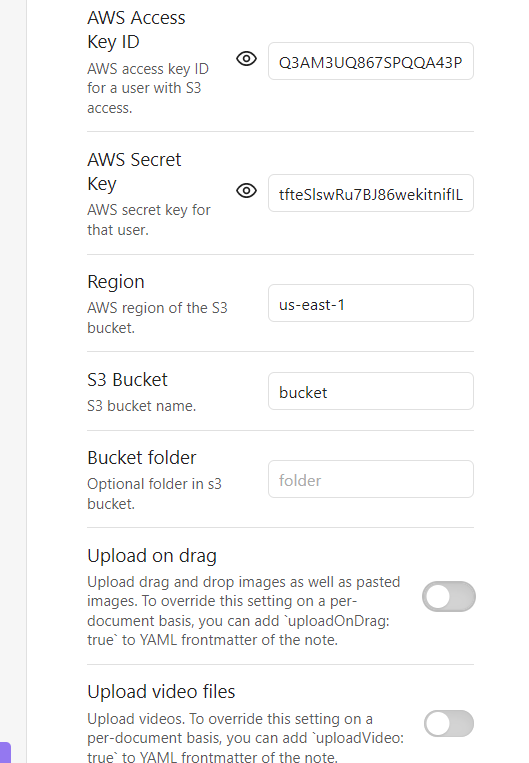 AWS Access
Key ID
AWS access key ID
for a user with S3
access.
Q3AM3UQ867SPQQA43P
AWS Secret
Key
AWS secret key for
that user.
tfteSlswRu7BJ86wekitnifIL
Region
AWS region of the S3
bucket.
us-east-1
S3 Bucket
S3 bucket name.
bucket
Bucket folder
Optional folder in s3
bucket.
folder
Upload on drag
Upload drag and drop images as well as pasted
images. To override this setting on a per-
document basis, you can add `uploadOnDrag:
true` to YAML frontmatter of the note.
Upload video files
Upload videos. To override this setting on a
per-document basis, you can add `uploadVideo:
true` to YAML frontmatter of the note.